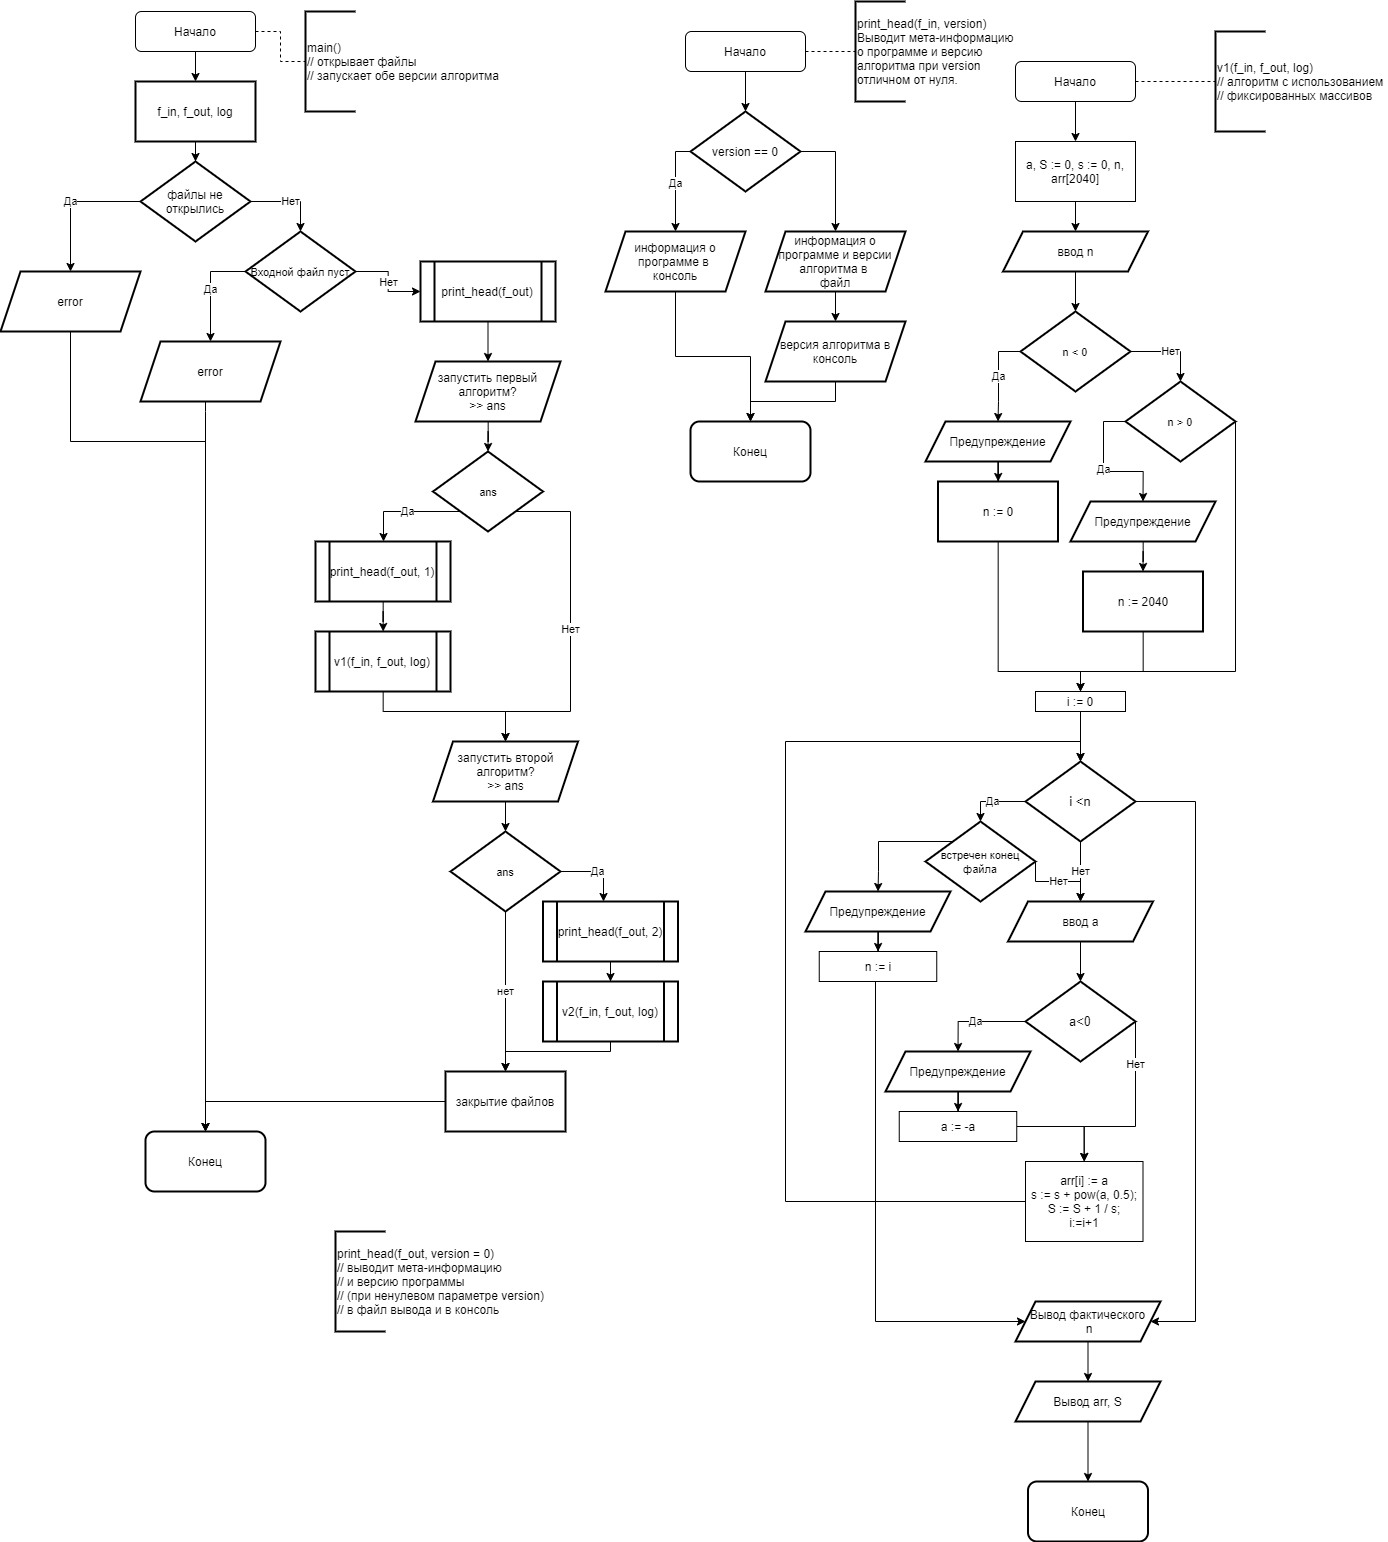 Начало
main()
// открывает файлы
// запускает обе версии алгоритма
f_in, f_out, log
файлы не
открылись
Да
Нет
error
Входной файл пуст
Да
Нет
error
print_head(f_out)
запустить первый
алгоритм?
>> ans
ans
Да
Нет
print_head(f_out, 1)
v1(f_in, f_out, log)
запустить второй
алгоритм?
>> ans
ans
Да
нет
print_head(f_out, 2)
v2(f_in, f_out, log)
закрытие файлов
Конец
print_head(f_out, version = 0)
// выводит мета-информацию
// и версию программы
// (при ненулевом параметре version)
// в файл вывода и в консоль
Начало
print_head(f_in, version)
Выводит мета-информацию
о программе и версию
алгоритма при version
отличном от нуля.
version == 0
Да
информация о
программе в
консоль
информация о
программе и версии
алгоритма в
файл
версия алгоритма в
консоль
Конец
Начало
v1(f_in, f_out, log)
// алгоритм с использованием
// фиксированных массивов
a, S := 0, s := 0, n,
arr[2040]
ввод n
n < 0
Да
Нет
Предупреждение
n := 0
n > 0
Да
Предупреждение
n := 2040
i := 0
i <n
Да
Нет
встречен конец
файла
Нет
Предупреждение
n := i
ввод a
a<0
Да
Нет
Предупреждение
a := -a
arr[i] := a
s := s + pow(a, 0.5);
S := S + 1 / s;
i:=i+1
Вывод фактического
n
Вывод arr, S
Конец